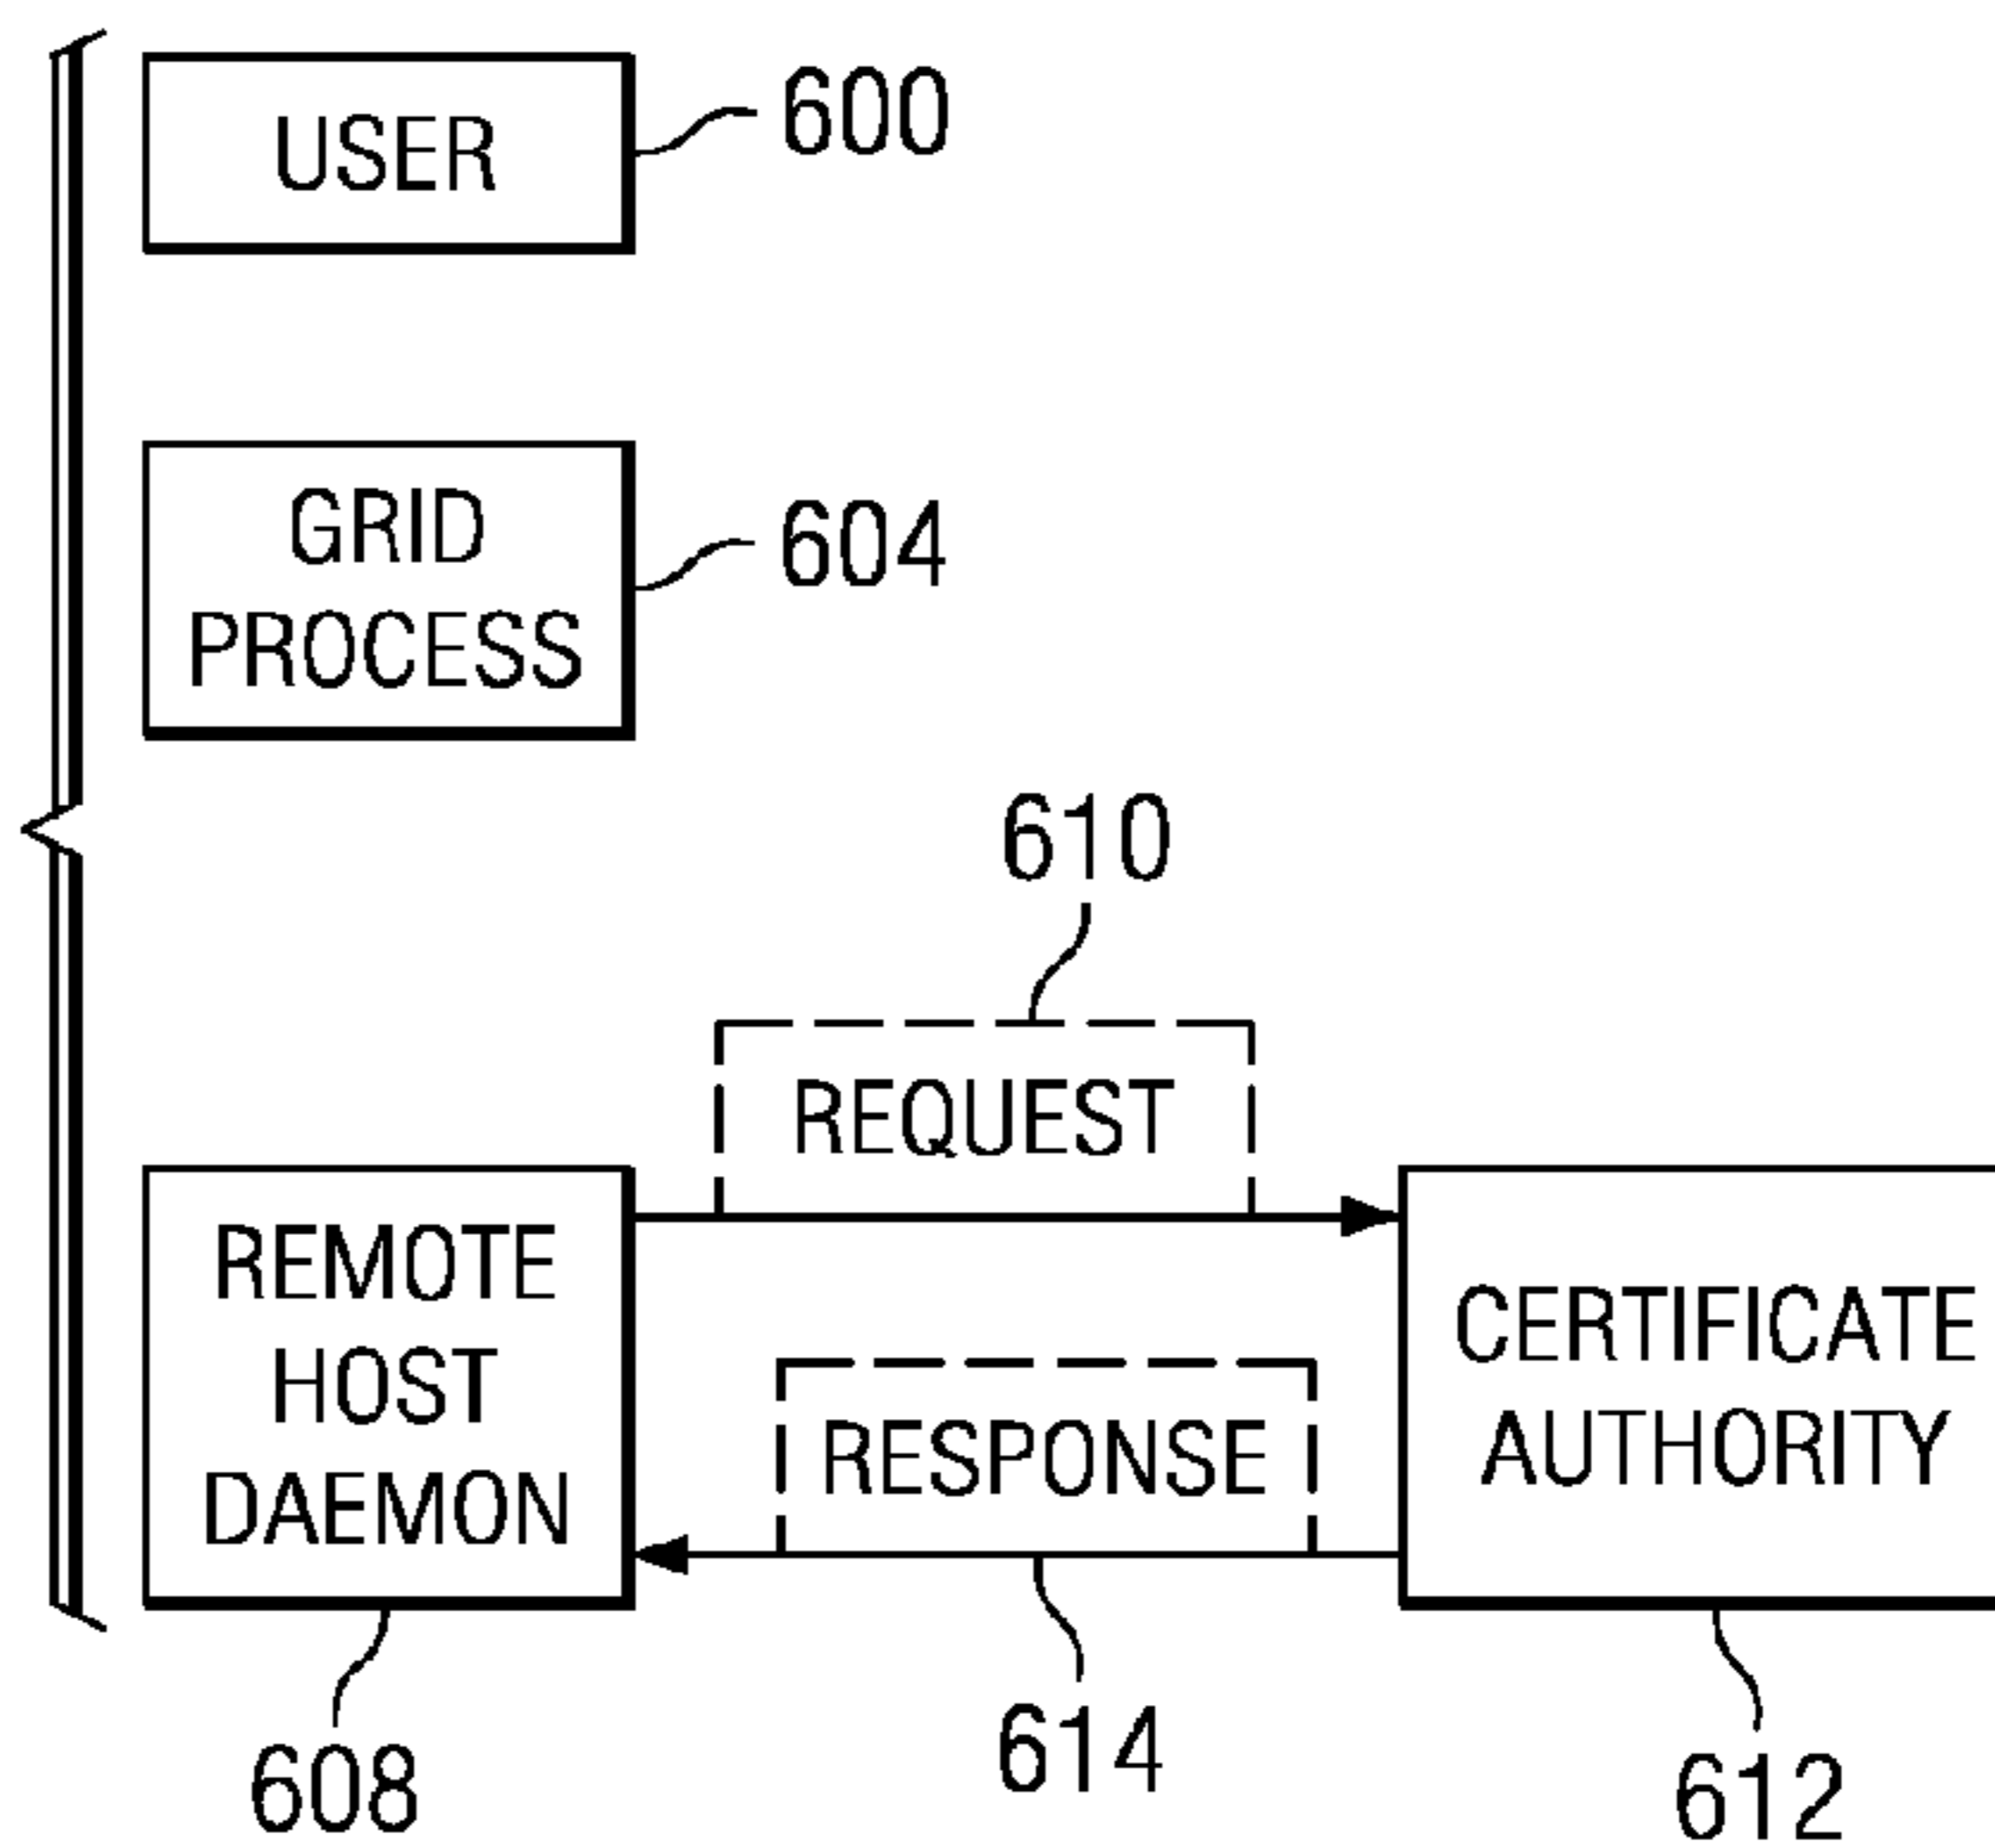 USER
600
GRID
PROCESS
604
610
REQUEST
REMOTE
HOST
DAEMON
CERTIFICATE
AUTHORITY
RESPONSE
608
614
612